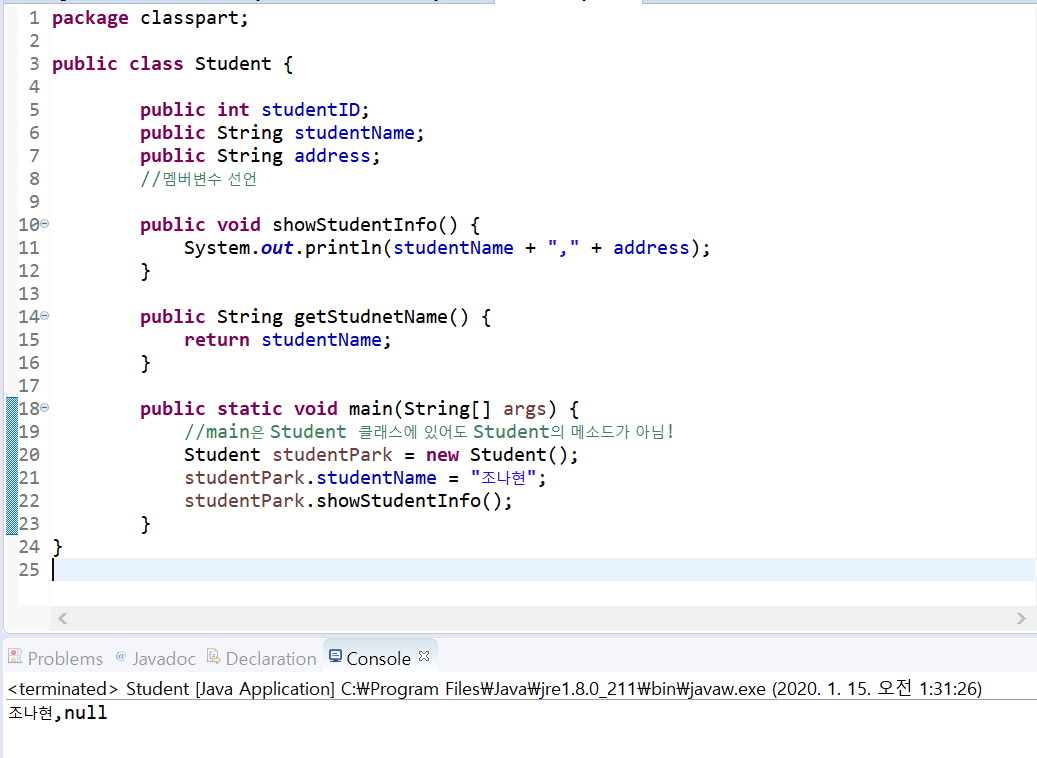 1 package classpart;
2
3 public class Student {
4
5 public int studentID;
6 public String studentName;
7 public String address;
8 //멤버변수 선언
9
10 public void showStudentInfo() {
11 System.out.println(studentName + "," + address);
12 }
13
14 public String getStudnetName() {
15 return studentName;
16 }
17
18 public static void main(String[] args) {
19 //main은 Student 클래스에 있어도 Student의 메소드가 아님!
20 Student studentPark = new Student();
21 studentPark.studentName = "조나현";
22 studentPark.showStudentInfo();
23 }
24 }
25
Problems @ Javadoc Declaration Console
<terminated> Student [Java Application] C:₩Program Files₩Java₩jre1.8.0_211₩bin₩javaw.exe (2020. 1. 15. 오전 1:31:26)
조나현,null